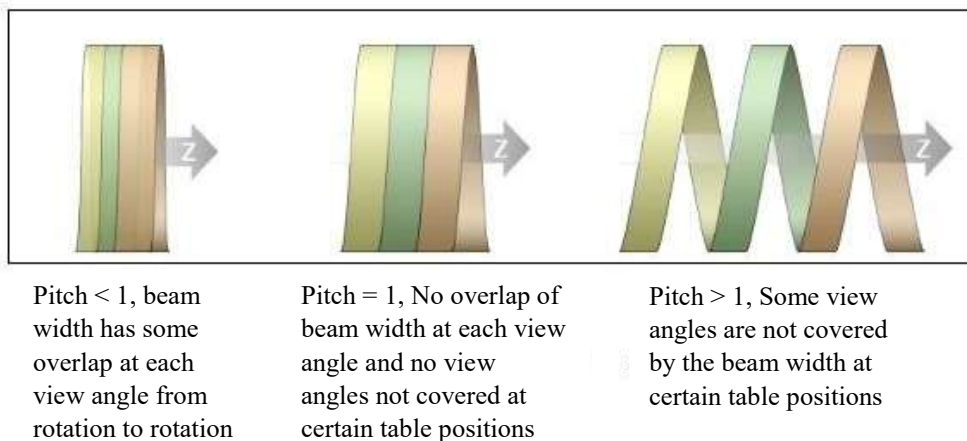 Z
Z
Z
Pitch < 1, beam
width has some
overlap at each
view angle from
rotation to rotation
Pitch = 1, No overlap of
beam width at each view
angle and no view
angles not covered at
certain table positions
Pitch > 1, Some view
angles are not covered
by the beam width at
certain table positions